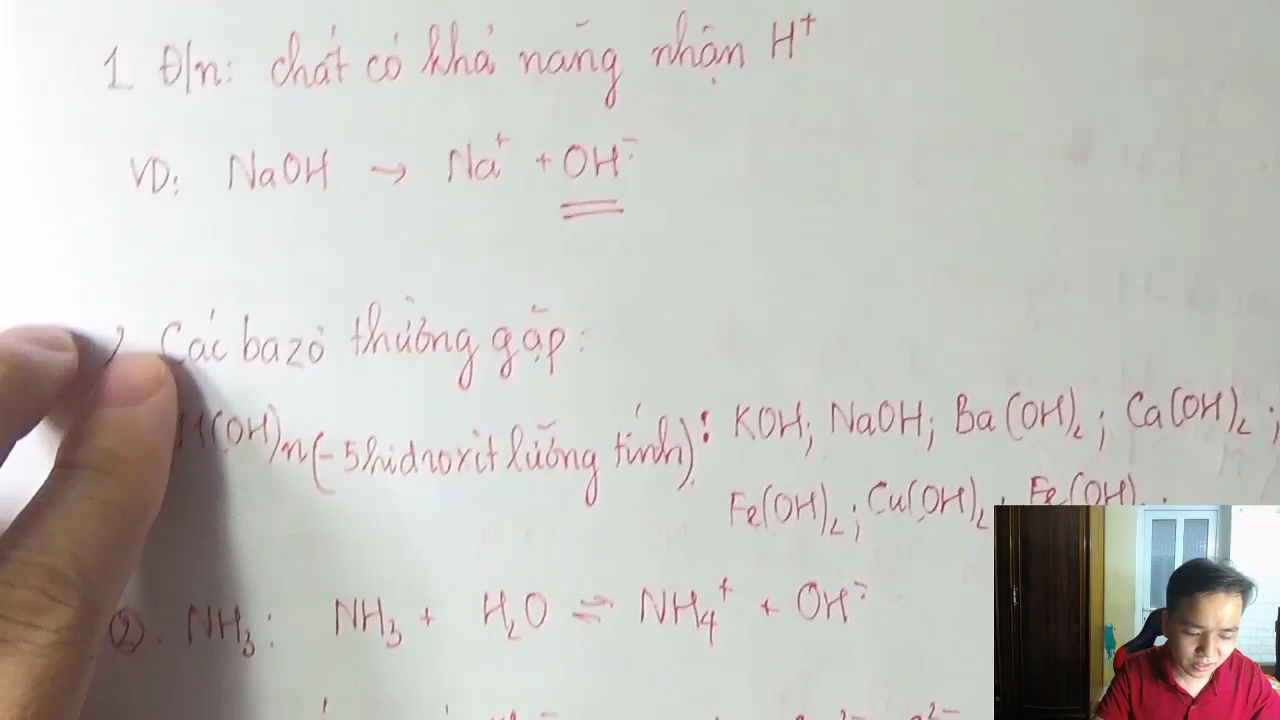 1 Đ/n: chất có khả năng nhận H⁺
VD: NaOH → Na⁺ + OH⁻
Các bazơ thường gặp:
(OH)n (- 5 hidroxit lưỡng tính): KOH; NaOH; Ba(OH)₂; Ca(OH)₂;
Fe(OH)₂; Cu(OH)₂; Fe(OH)
②. NH₃: NH₃ + H₂O ⇌ NH₄⁺ + OH⁻